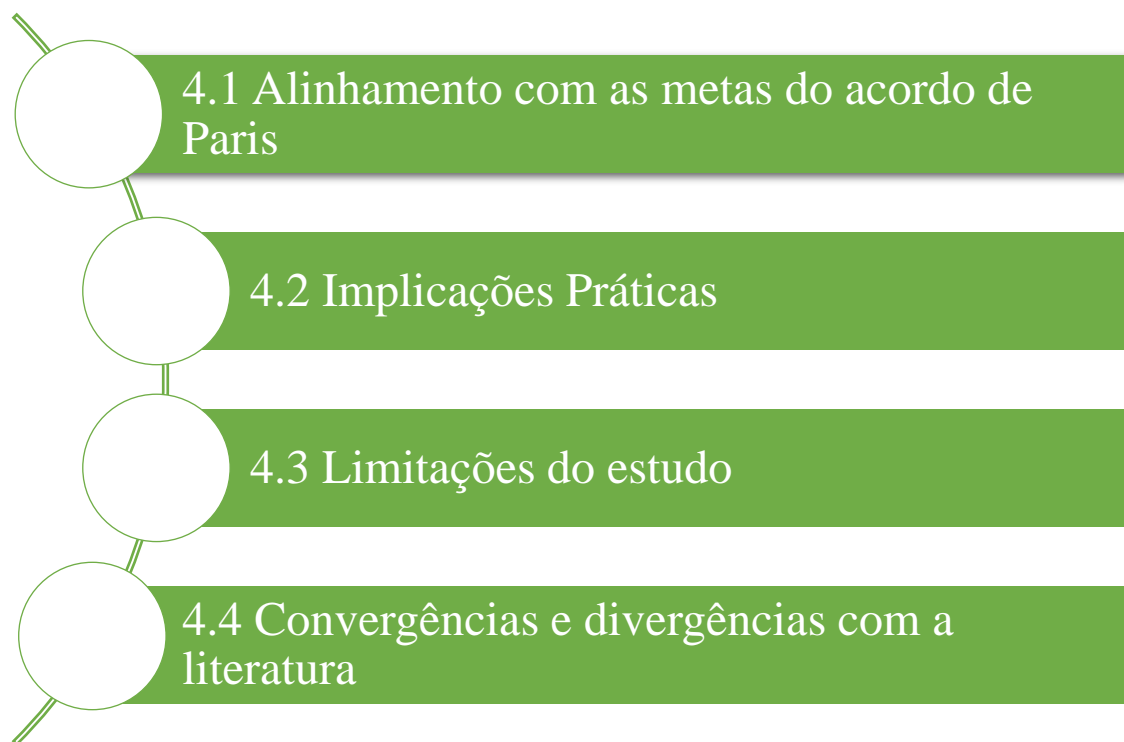 4.1 Alinhamento com as metas do acordo de
Paris
4.2 Implicações Práticas
4.3 Limitações do estudo
4.4 Convergências e divergências com a
literatura